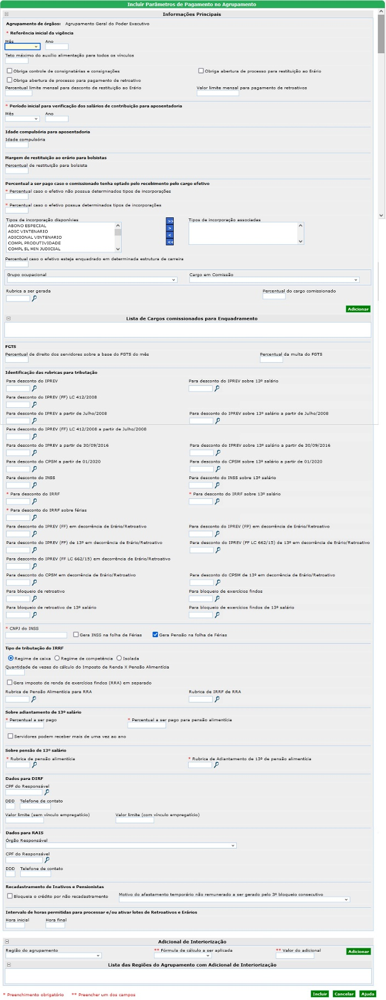 Incluir Parâmetros de Pagamento no Agrupamento
Informações Principais
Agrupamento de órgãos: Agrupamento Geral do Poder Executivo
* Referência inicial da vigência
Mês Ano
Teto máximo do auxílio alimentação para todos os vínculos
Obriga controle de consignatárias e consignações Obriga abertura de processo para restituição ao Erário
Obriga abertura de processo para pagamento de retroativo
Percentual limite mensal para desconto de restituição ao Erário Valor limite mensal para pagamento de retroativos
* Período inicial para verificação dos salários de contribuição para aposentadoria
Mês Ano
Idade compulsória para aposentadoria
Idade compulsória
Margem de restituição ao erário para bolsistas
Percentual de restituição para bolsista
Percentual a ser pago caso o comissionado tenha optado pelo recebimento pelo cargo efetivo
* Percentual caso o efetivo não possua determinados tipos de incorporações
* Percentual caso o efetivo possua determinados tipos de incorporações
Tipos de incorporação disponívies >> Tipos de incorporação associadas
ABONO ESPECIAL
ADIC VINTENARIO >
ADICIONAL VINTENARIO <
COMPL PRODUTIVIDADE <<
COMPL SL MIN JUDICIAL
Percentual caso o efetivo esteja enquadrado em determinada estrutura de carreira
Grupo ocupacional Cargo em Comissão
Rubrica a ser gerada Percentual do cargo comissionado
Adicionar
Lista de Cargos comissionados para Enquadramento
FGTS
Percentual de direito dos servidores sobre a base do FGTS do mês Percentual da multa do FGTS
Identificação das rubricas para tributação
Para desconto do IPREV Para desconto do IPREV sobre 13º salário
Para desconto do IPREV (FF) LC 412/2008
Para desconto do IPREV a partir de Julho/2008 Para desconto do IPREV sobre 13º salário a partir de Julho/2008
Para desconto do IPREV (FF) LC 412/2008 a partir de Julho/2008
Para desconto do IPREV a partir de 30/09/2016 Para desconto do IPREV sobre 13º salário a partir de 30/09/2016
Para desconto do CPSM a partir de 01/2020 Para desconto do CPSM sobre 13º salário a partir de 01/2020
Para desconto do INSS Para desconto do INSS sobre 13º salário
* Para desconto do IRRF * Para desconto do IRRF sobre 13º salário
* Para desconto do IRRF sobre férias
Para desconto do IPREV (FF) em decorrência de Erário/Retroativo Para desconto do IPREV (FP) em decorrência de Erário/Retroativo
Para desconto do IPREV (FF) de 13º em decorrência de Erário/Retroativo Para desconto do IPREV (FF LC 662/15) de 13º em decorrência de Erário/Retroativo
Para desconto do IPREV (FF LC 662/15) em decorrência de Erário/Retroativo
Para desconto do CPSM em decorrência de Erário/Retroativo Para desconto do CPSM de 13º em decorrência de Erário/Retroativo
Para bloqueio de retroativo Para bloqueio de exercícios findos
Para bloqueio de retroativo de 13º salário Para bloqueio de exercícios findos de 13º salário
* CNPJ do INSS
Gera INSS na folha de Férias Gera Pensão na folha de Férias
Tipo de tributação do IRRF
Regime de caixa Regime de competência Isolada
Quantidade de vezes do cálculo do Imposto de Renda X Pensão Alimentícia
Gera imposto de renda de exercícios findos (RRA) em separado
Rubrica de Pensão Alimentícia para RRA Rubrica de IRRF de RRA
Sobre adiantamento de 13º salário
* Percentual a ser pago * Percentual a ser pago para pensão alimentícia
Servidores podem receber mais de uma vez ao ano
Sobre pensão de 13º salário
* Rubrica de pensão alimentícia * Rubrica de Adiantamento de 13º de pensão alimentícia
Dados para DIRF
CPF do Responsável
DDD Telefone de contato
Valor limite (sem vínculo empregatício) Valor limite (com vínculo empregatício)
Dados para RAIS
Órgão Responsável
CPF do Responsável
DDD Telefone de contato
Recadastramento de Inativos e Pensionistas
Bloqueia o crédito por não recadastramento Motivo do afastamento temporário não remunerado a ser gerado pelo 3º bloqueio consecutivo
Intervalo de horas permitidas para processar e/ou ativar lotes de Retroativos e Erários
Hora inicial Hora final
Adicional de Interiorização
Região do agrupamento ** Fórmula de cálculo a ser aplicada ** Valor do adicional Adicionar
Lista das Regiões do Agrupamento com Adicional de Interiorização
* Preenchimento obrigatório ** Preencher um dos campos Incluir Cancelar Ajuda